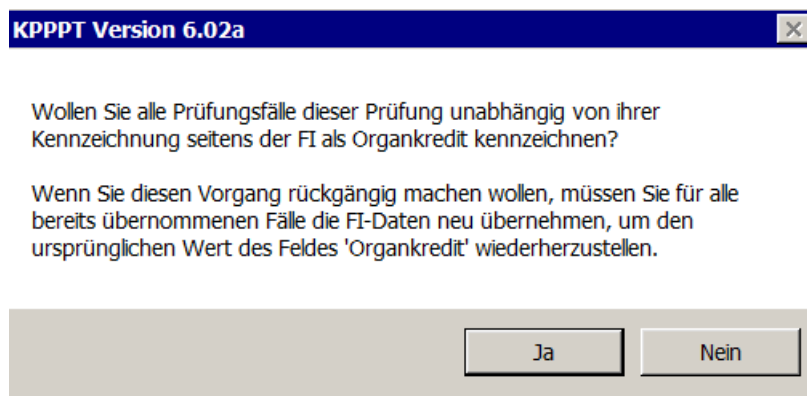 KPPPT Version 6.02a
Wollen Sie alle Prüfungsfälle dieser Prüfung unabhängig von ihrer
Kennzeichnung seitens der FI als Organkredit kennzeichnen?
Wenn Sie diesen Vorgang rückgängig machen wollen, müssen Sie für alle
bereits übernommenen Fälle die FI-Daten neu übernehmen, um den
ursprünglichen Wert des Feldes 'Organkredit' wiederherzustellen.
Ja
Nein